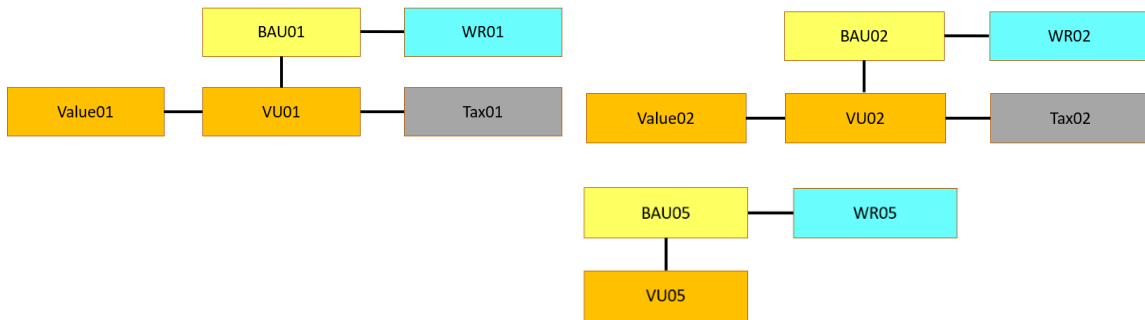 BAU01
WR01
Value01
VU01
Tax01
BAU02
WR02
Value02
VU02
Tax02
BAU05
WR05
VU05